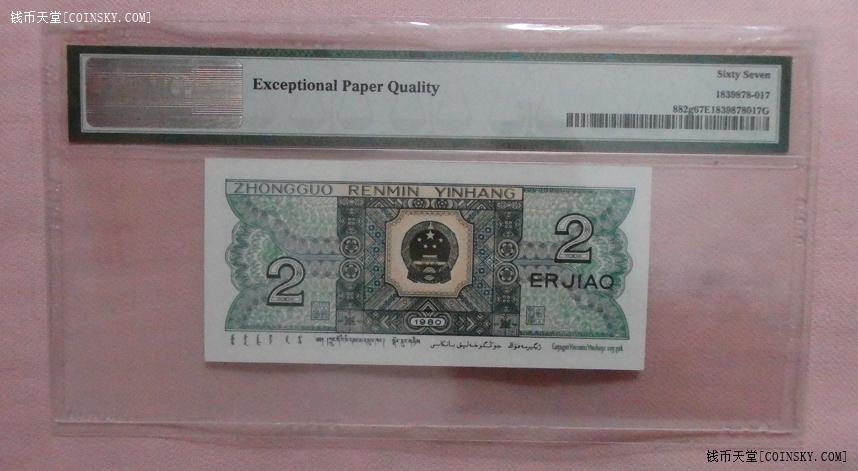 钱币天堂[COINSKY.COM]
Exceptional Paper Quality
Sixty Seven
1839878-017
882g67E1839878017G
ZHONGGUO RENMIN YINHANG
2
ERJIAO
2
1980
钱币天堂[COINSKY.COM]